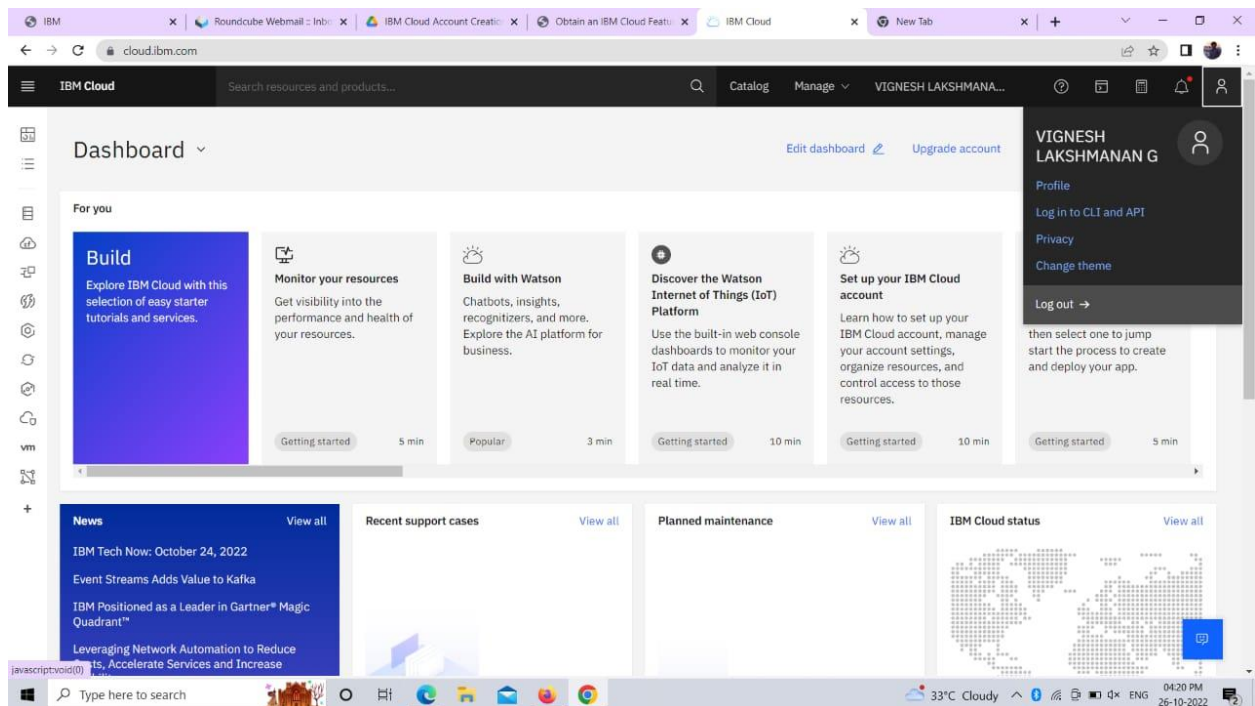 IBM
Roundcube Webmail :: Inbo
IBM Cloud Account Creatio
Obtain an IBM Cloud Featu
IBM Cloud
New Tab
cloud.ibm.com
IBM Cloud
Search resources and products...
Catalog
Manage
VIGNESH LAKSHMANA...
Dashboard
Edit dashboard
Upgrade account
VIGNESH
LAKSHMANAN G
Profile
Log in to CLI and API
Privacy
Change theme
Log out →
For you
Build
Explore IBM Cloud with this
selection of easy starter
tutorials and services.
Monitor your resources
Get visibility into the
performance and health of
your resources.
Getting started 5 min
Build with Watson
Chatbots, insights,
recognitizers, and more.
Explore the AI platform for
business.
Popular 3 min
Discover the Watson
Internet of Things (IoT)
Platform
Use the built-in web console
dashboards to monitor your
IoT data and analyze it in
real time.
Getting started 10 min
Set up your IBM Cloud
account
Learn how to set up your
IBM Cloud account, manage
your account settings,
organize resources, and
control access to those
resources.
Getting started 10 min
then select one to jump
start the process to create
and deploy your app.
Getting started 5 min
vm
News View all
IBM Tech Now: October 24, 2022
Event Streams Adds Value to Kafka
IBM Positioned as a Leader in Gartner® Magic
Quadrant™
Leveraging Network Automation to Reduce
Accelerate Services and Increase
Recent support cases View all
Planned maintenance View all
IBM Cloud status View all
javascript:void(0)
Type here to search
33°C Cloudy
ENG
04:20 PM
26-10-2022
2